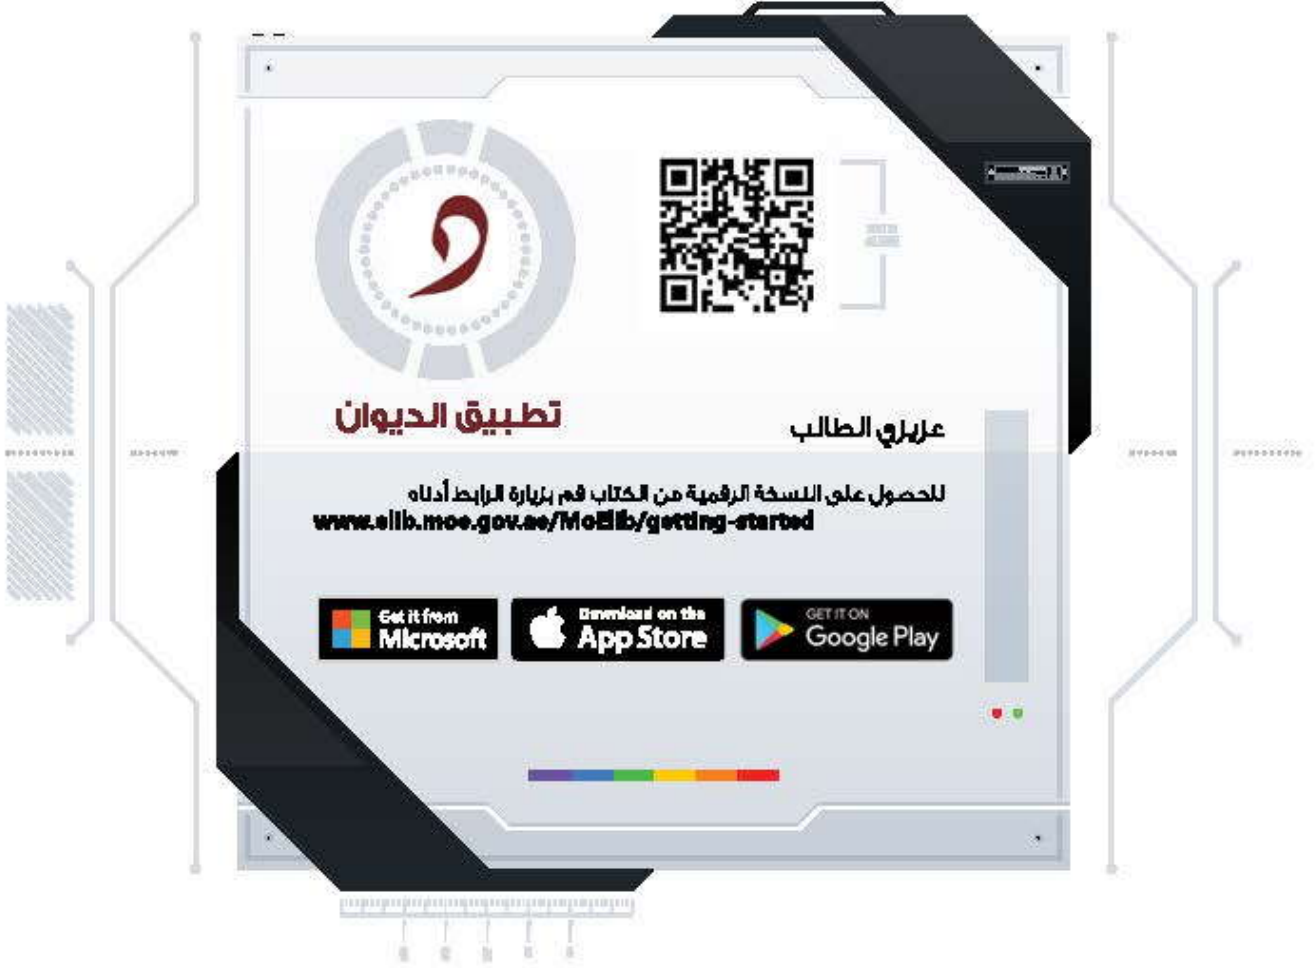 و
تطبيق الديوان
عزيزي الطالب
للحصول على النسخة الرقمية من الكتاب قم بزيارة الرابط أدناه
www.elib.moe.gov.ae/MoElib/getting-started
Get it from
Microsoft
Download on the
App Store
GET IT ON
Google Play